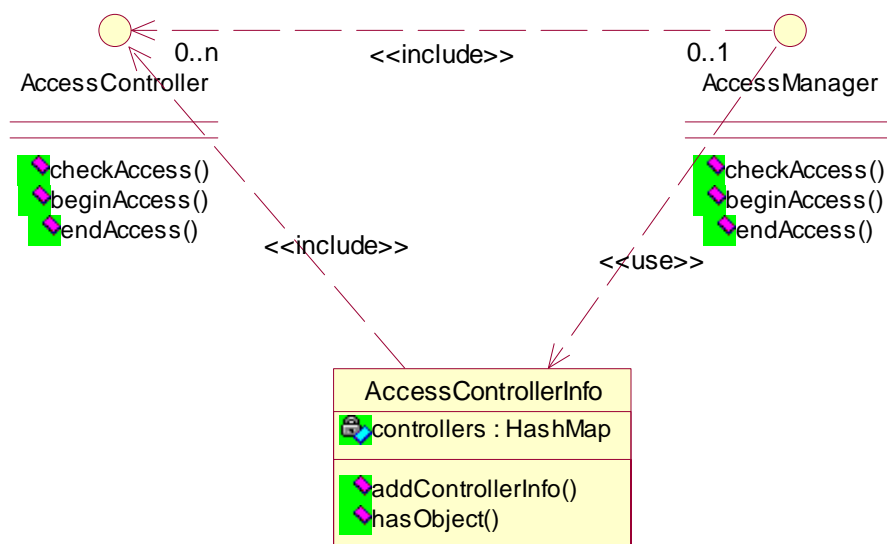 0..n
<<include>>
0..1
AccessController
AccessManager
checkAccess()
beginAccess()
endAccess()
checkAccess()
beginAccess()
endAccess()
<<include>>
<<use>>
AccessControllerInfo
controllers : HashMap
addControllerInfo()
hasObject()